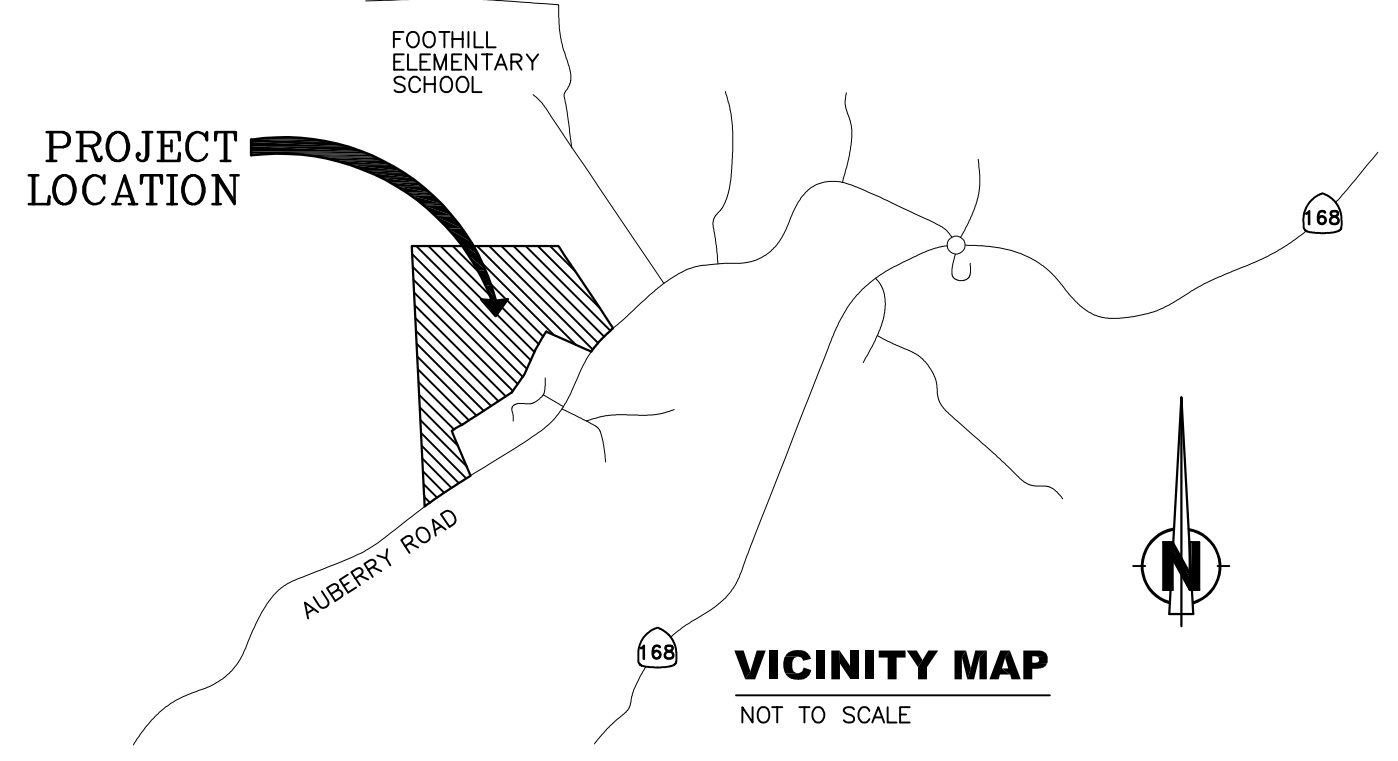 FOOTHILL
ELEMENTARY
SCHOOL
PROJECT
LOCATION
168
AUBERRY ROAD
N
168
VICINITY MAP
NOT TO SCALE